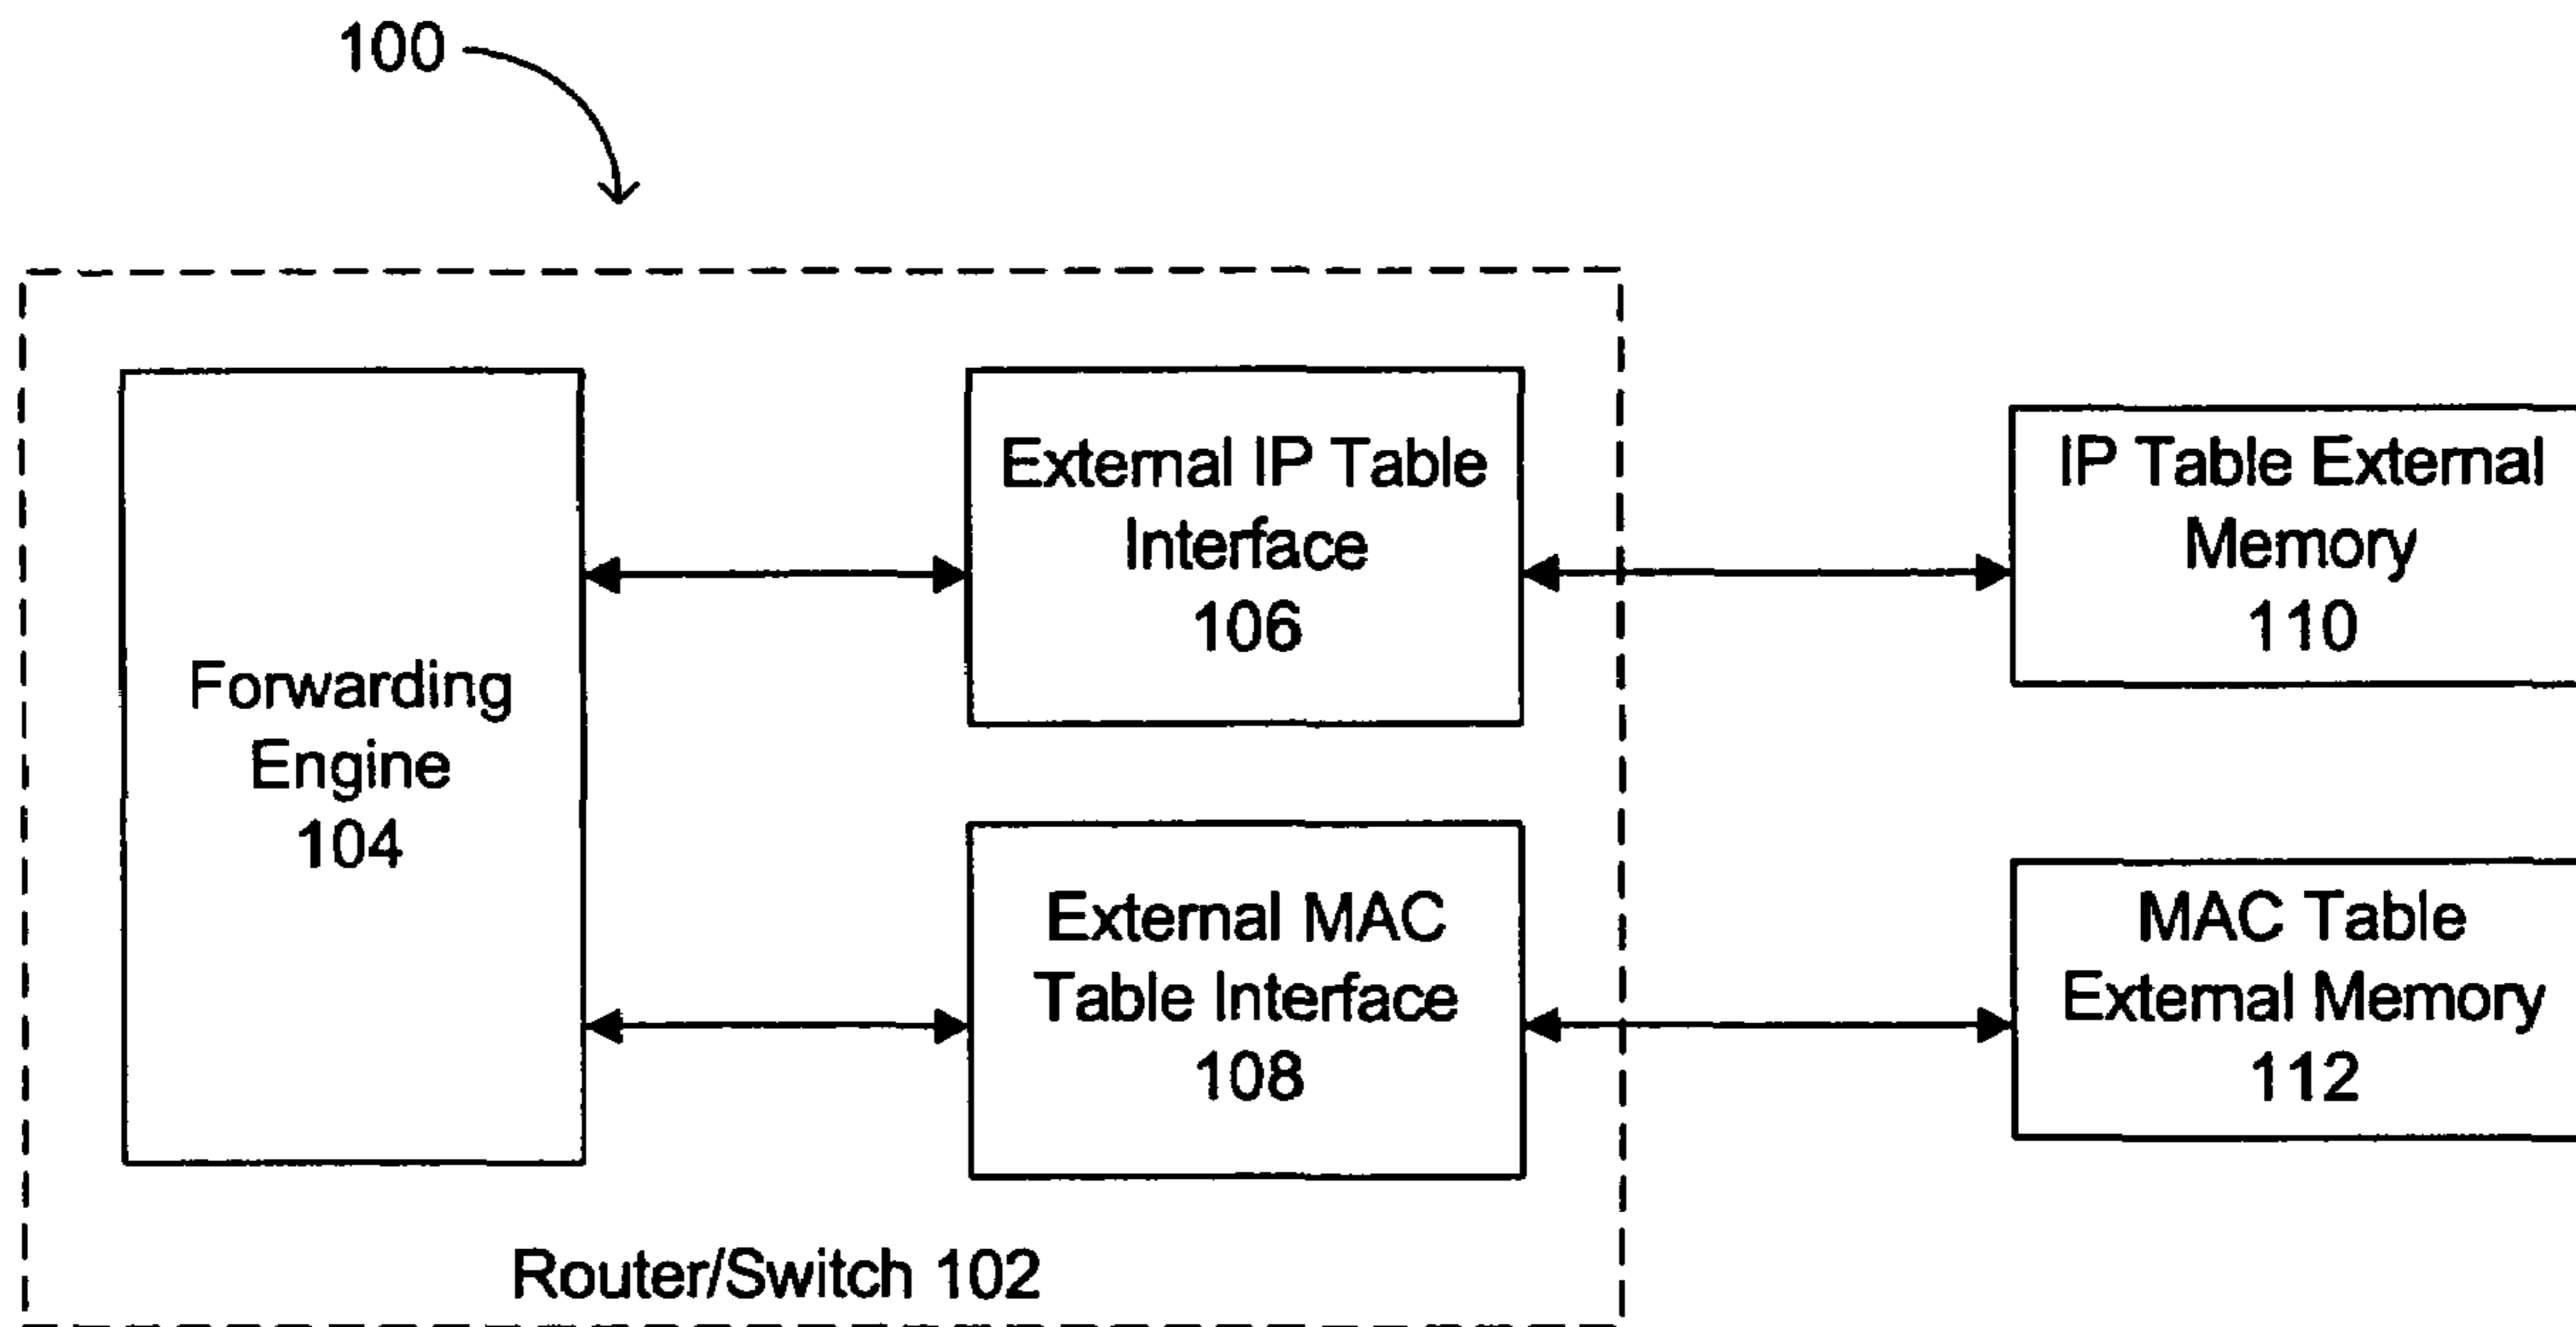 100
Forwarding
Engine
104
External IP Table
Interface
106
IP Table External
Memory
110
External MAC
Table Interface
108
MAC Table
External Memory
112
Router/Switch 102